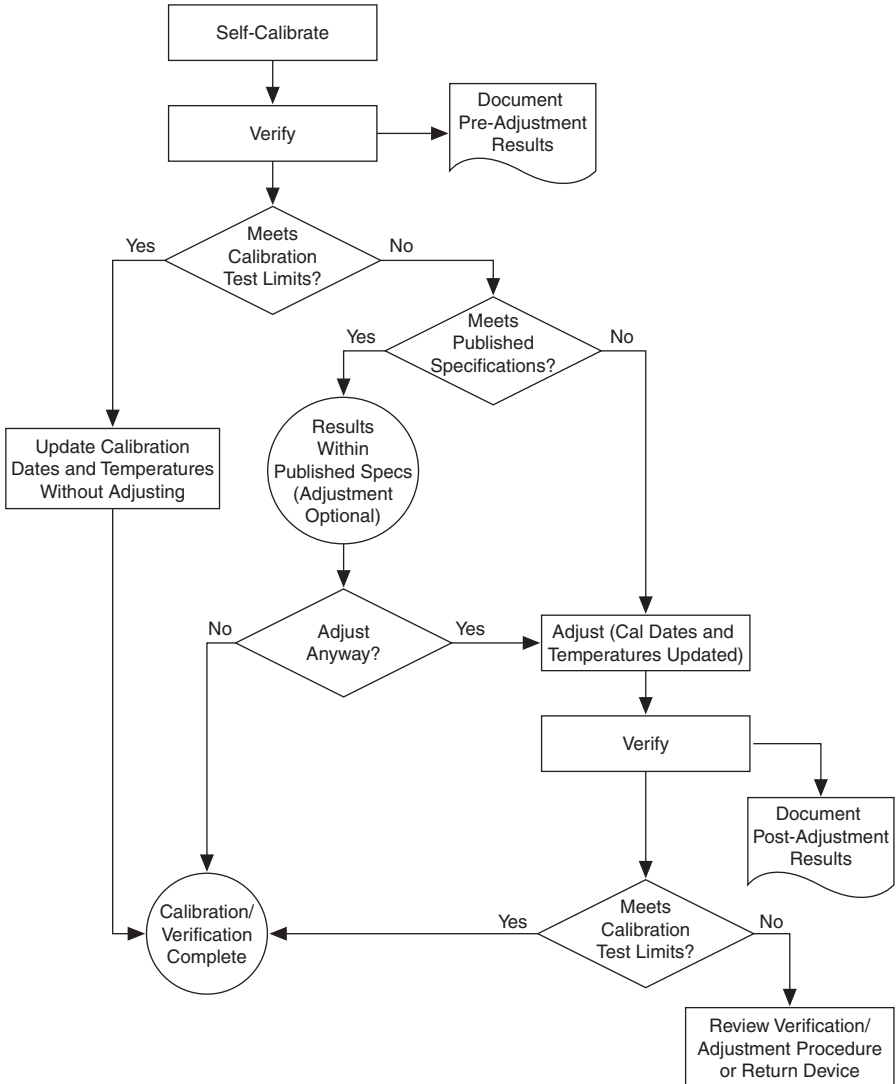 Self-Calibrate
Verify
Document
Pre-Adjustment
Results
Meets
Calibration
Test Limits?
Yes
No
Meets
Published
Specifications?
Yes
No
Update Calibration
Dates and Temperatures
Without Adjusting
Results
Within
Published Specs
(Adjustment
Optional)
Adjust
Anyway?
No
Yes
Adjust (Cal Dates and
Temperatures Updated)
Verify
Document
Post-Adjustment
Results
Calibration/
Verification
Complete
Meets
Calibration
Test Limits?
Yes
No
Review Verification/
Adjustment Procedure
or Return Device